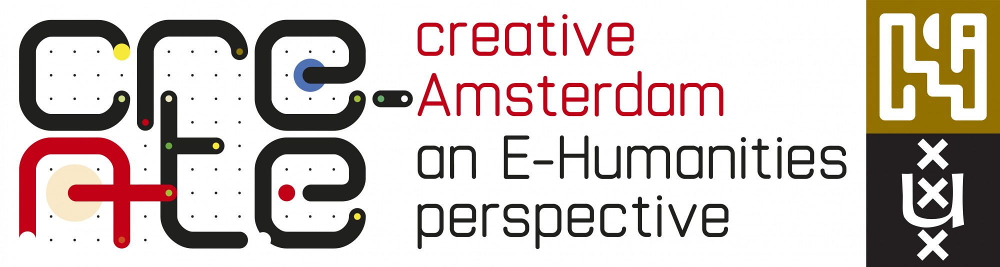 cre-
Ate
creative
Amsterdam
an E-Humanities
perspective
u